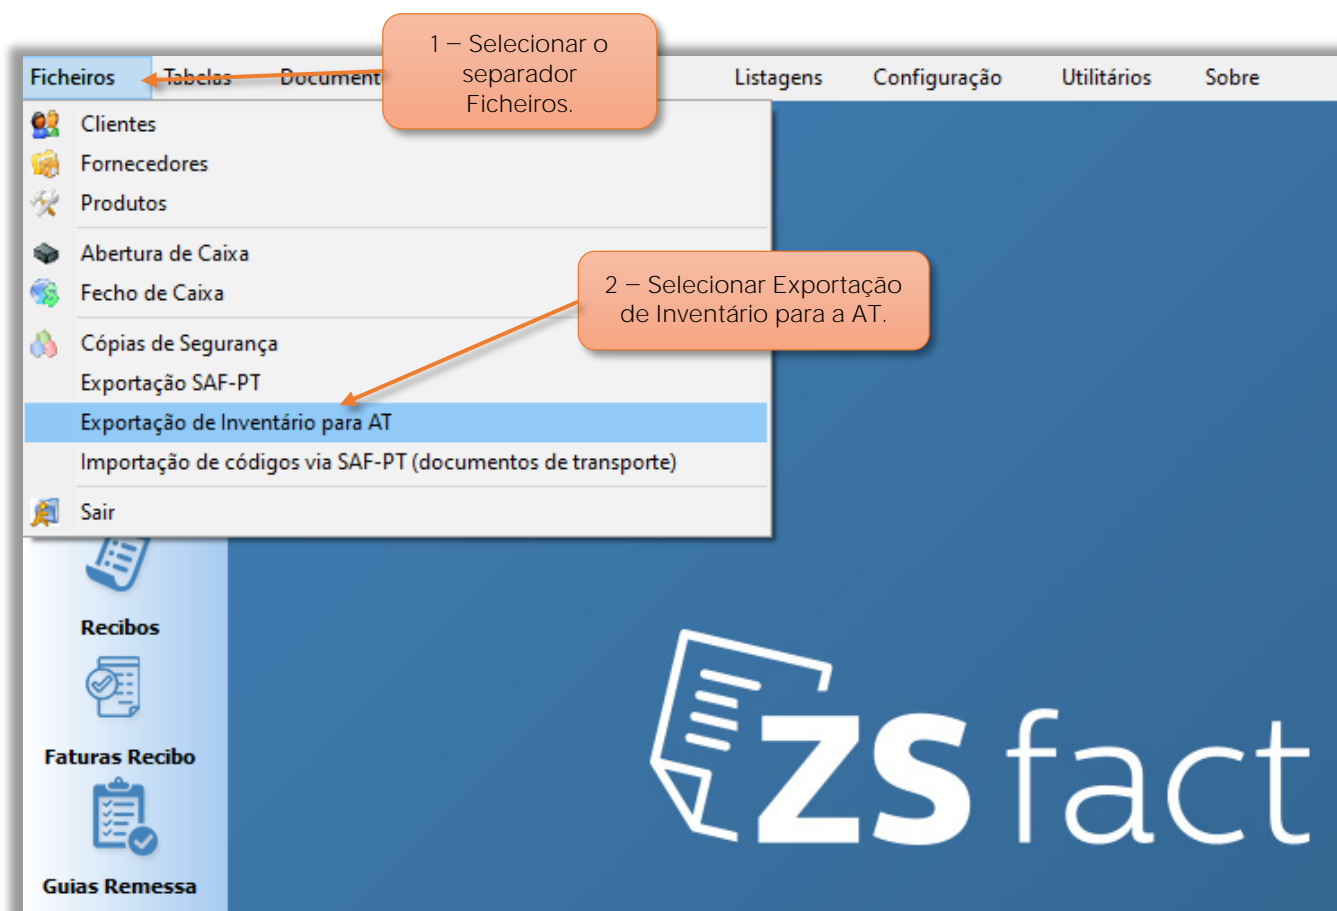 1 – Selecionar o
separador
Ficheiros.
Ficheiros Tabelas Document Listagens Configuração Utilitários Sobre
Clientes
Fornecedores
Produtos
Abertura de Caixa
Fecho de Caixa
2 – Selecionar Exportação
de Inventário para a AT.
Cópias de Segurança
Exportação SAF-PT
Exportação de Inventário para AT
Importação de códigos via SAF-PT (documentos de transporte)
Sair
Recibos
Faturas Recibo
Guias Remessa
ZS fact